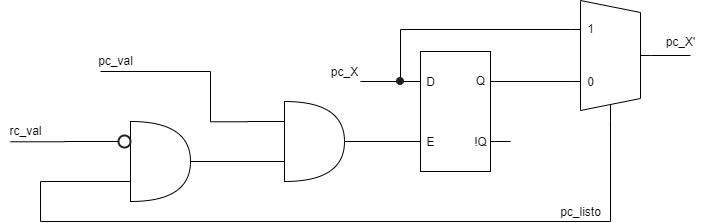 1
pc_X'
pc_val
pc_X
D
Q
0
rc_val
E
!Q
pc_listo